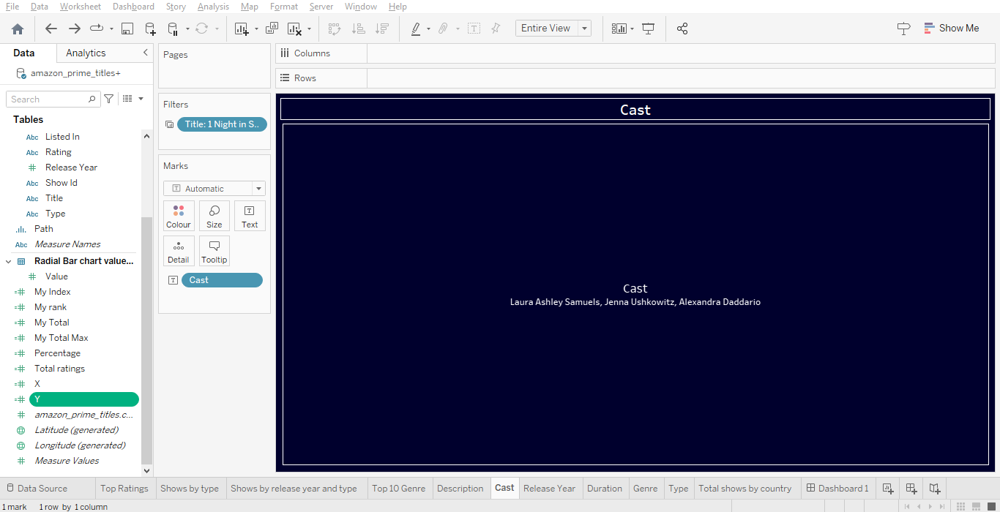 File Data Worksheet Dashboard Story Analysis Map Format Server Window Help
Entire View
Show Me
Data Analytics
amazon_prime_titles+
Search
Tables
Abc Listed In
Abc Rating
Release Year
Abc Show Id
Abc Title
Abc Type
Path
Abc Measure Names
Radial Bar chart value...
Value
My Index
My rank
My Total
My Total Max
Percentage
Total ratings
X
Y
amazon_prime_titles.c...
Latitude (generated)
Longitude (generated)
Measure Values
Pages
Filters
Title: 1 Night in S..
Marks
Automatic
Colour Size Text
Detail Tooltip
Cast
Columns
Rows
Cast
Cast
Laura Ashley Samuels, Jenna Ushkowitz, Alexandra Daddario
Data Source Top Ratings Shows by type Shows by release year and type Top 10 Genre Description Cast Release Year Duration Genre Type Total shows by country Dashboard 1
1 mark 1 row by 1 column